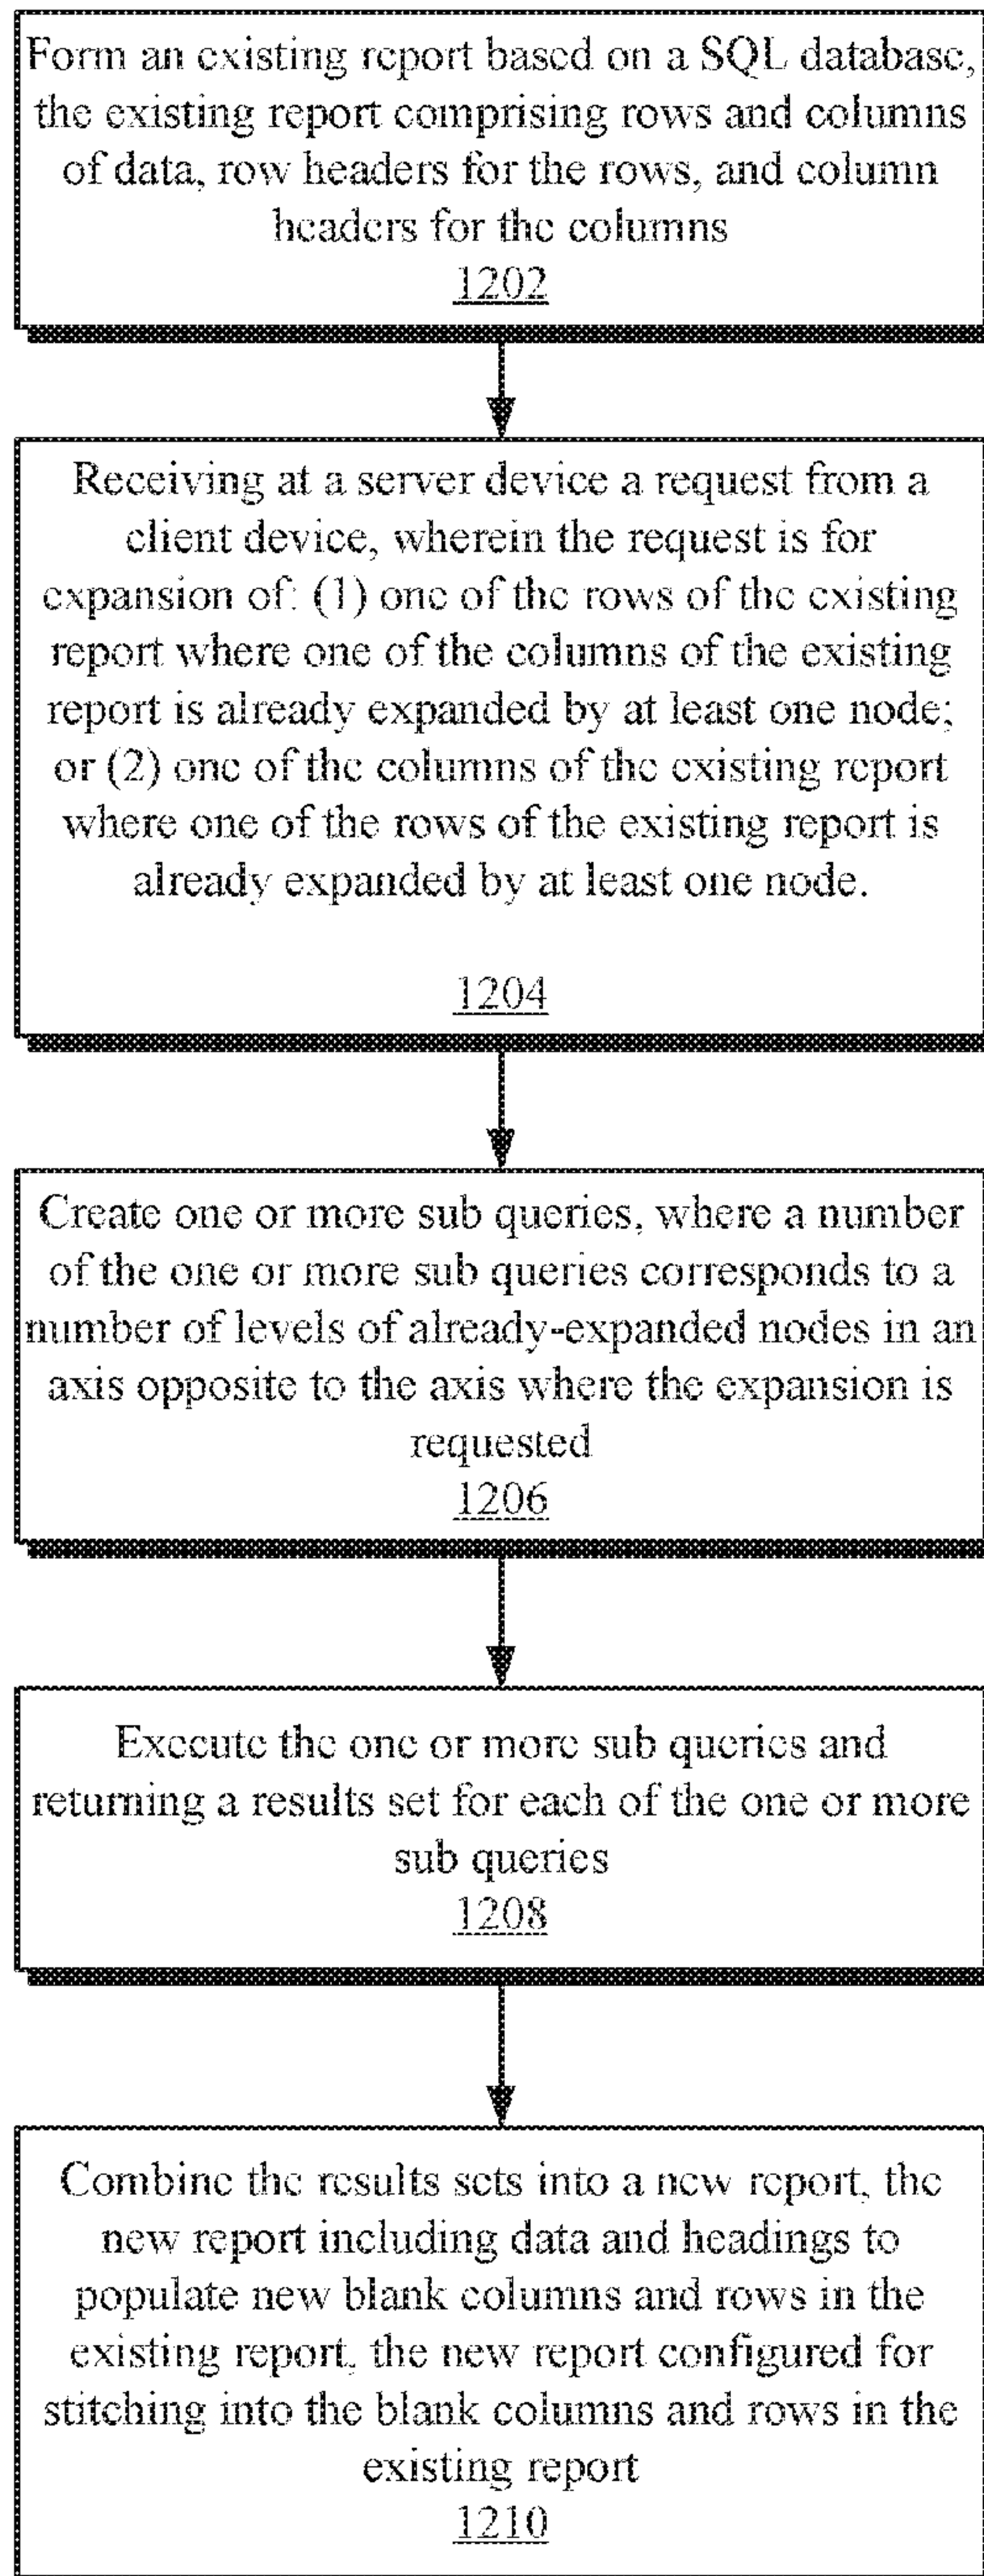 Form an existing report based on a SQL database,
the existing report comprising rows and columns
of data, row headers for the rows, and column
headers for the columns
1202
Receiving at a server device a request from a
client device, wherein the request is for
expansion of: (1) one of the rows of the existing
report where one of the columns of the existing
report is already expanded by at least one node;
or (2) one of the columns of the existing report
where one of the rows of the existing report is
already expanded by at least one node.
1204
Create one or more sub queries, where a number
of the one or more sub queries corresponds to a
number of levels of already-expanded nodes in an
axis opposite to the axis where the expansion is
requested
1206
Execute the one or more sub queries and
returning a results set for each of the one or more
sub queries
1208
Combine the results sets into a new report, the
new report including data and headings to
populate new blank columns and rows in the
existing report, the new report configured for
stitching into the blank columns and rows in the
existing report
1210